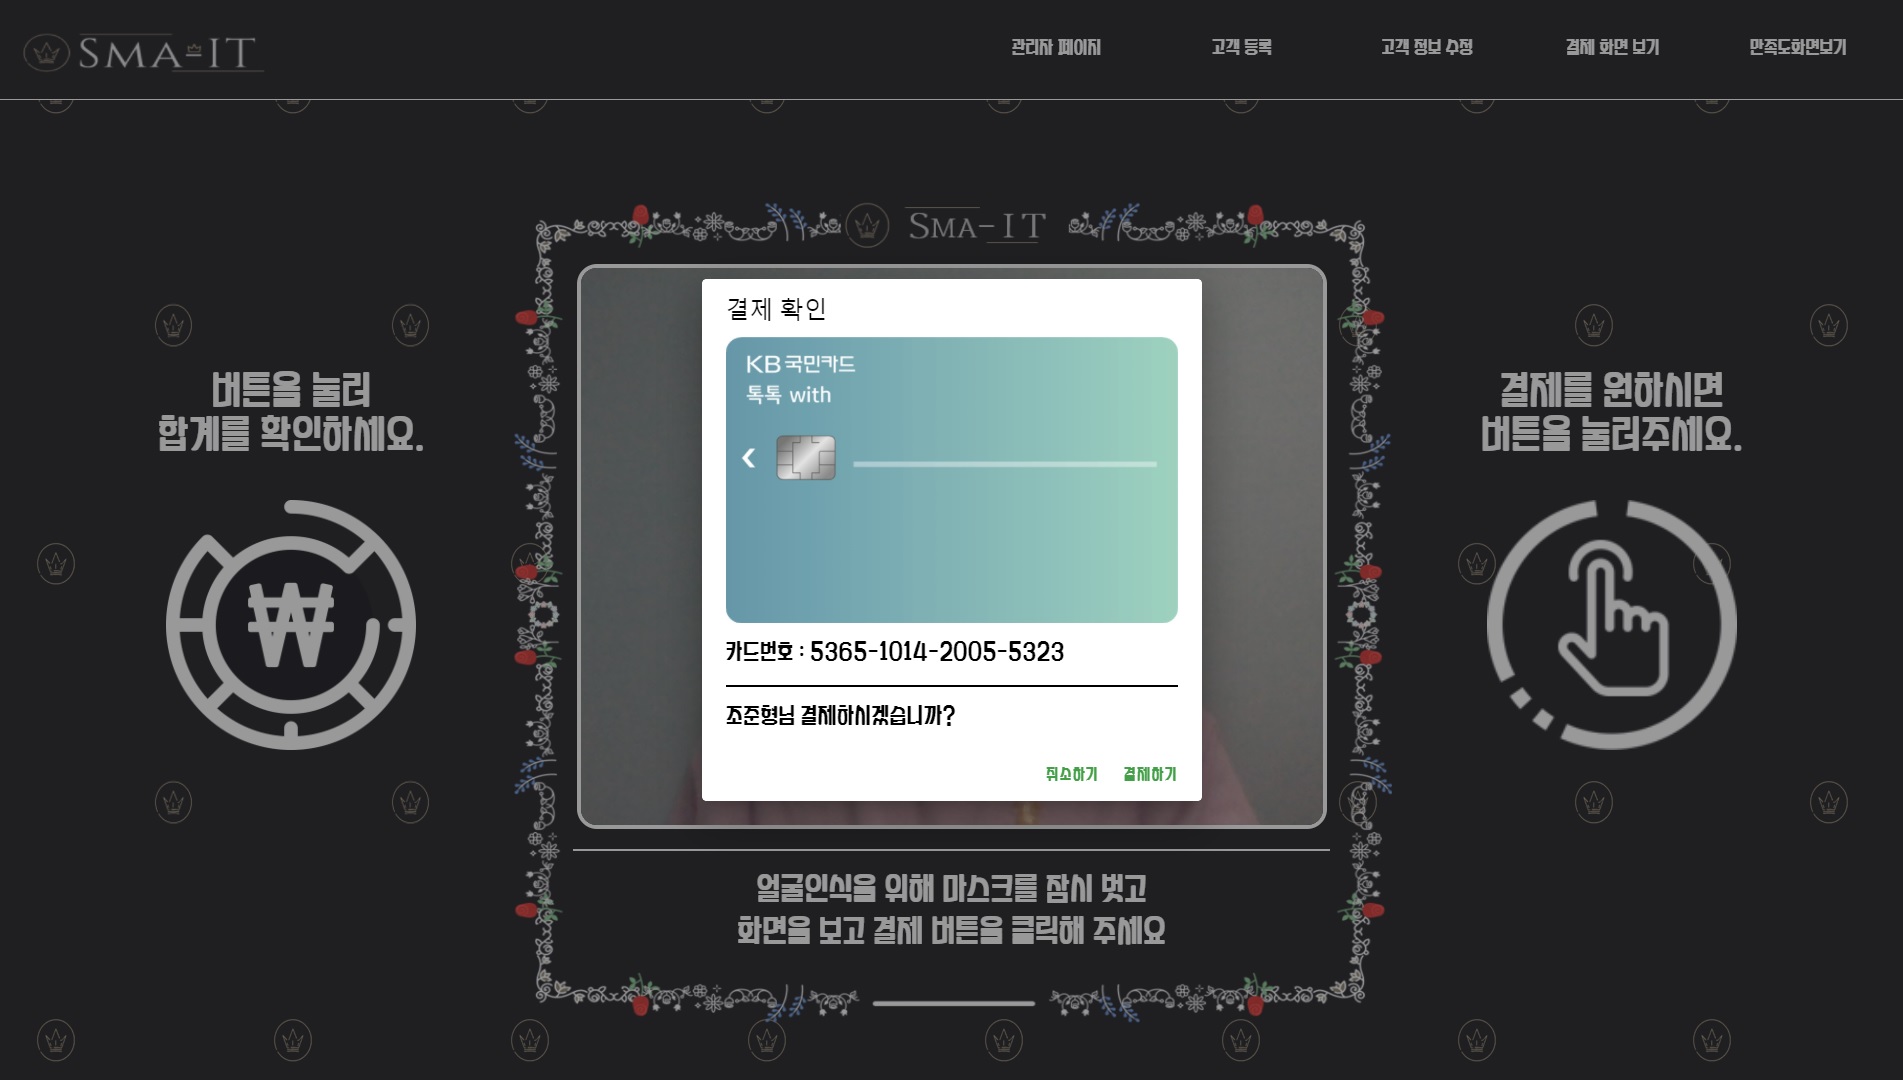 SMA-IT
관리자 페이지
고객 등록
고객 정보 수정
결제 화면 보기
만족도화면보기
SMA-IT
버튼을 눌러
합계를 확인하세요.
₩
결제 확인
KB국민카드
톡톡 with
카드번호 : 5365-1014-2005-5323
조준형님 결제하시겠습니까?
취소하기 결제하기
결제를 원하시면
버튼을 눌러주세요.
얼굴인식을 위해 마스크를 잠시 벗고
화면을 보고 결제 버튼을 클릭해 주세요